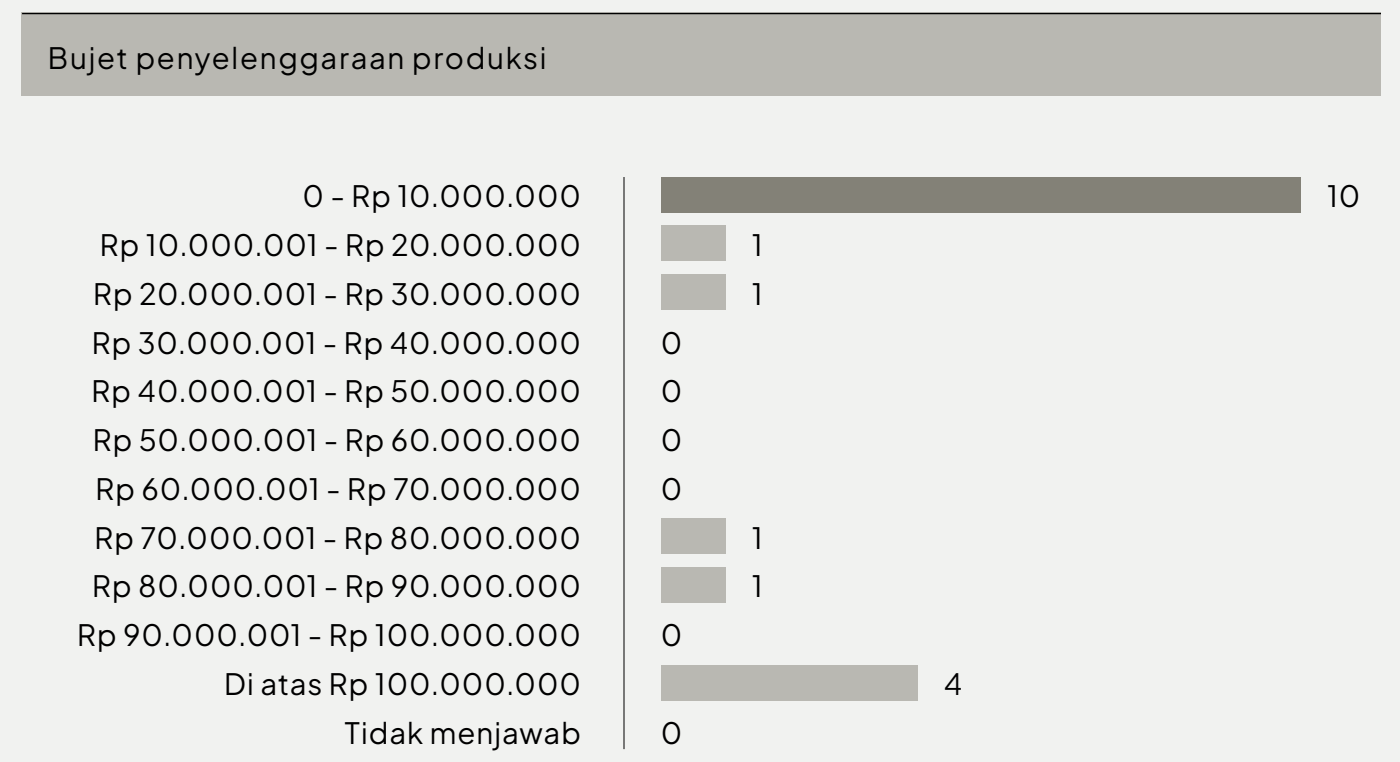 Bujet penyelenggaraan produksi
0 - Rp 10.000.000 10
Rp 10.000.001 - Rp 20.000.000 1
Rp 20.000.001 - Rp 30.000.000 1
Rp 30.000.001 - Rp 40.000.000 0
Rp 40.000.001 - Rp 50.000.000 0
Rp 50.000.001 - Rp 60.000.000 0
Rp 60.000.001 - Rp 70.000.000 0
Rp 70.000.001 - Rp 80.000.000 1
Rp 80.000.001 - Rp 90.000.000 1
Rp 90.000.001 - Rp 100.000.000 0
Di atas Rp 100.000.000 4
Tidak menjawab 0